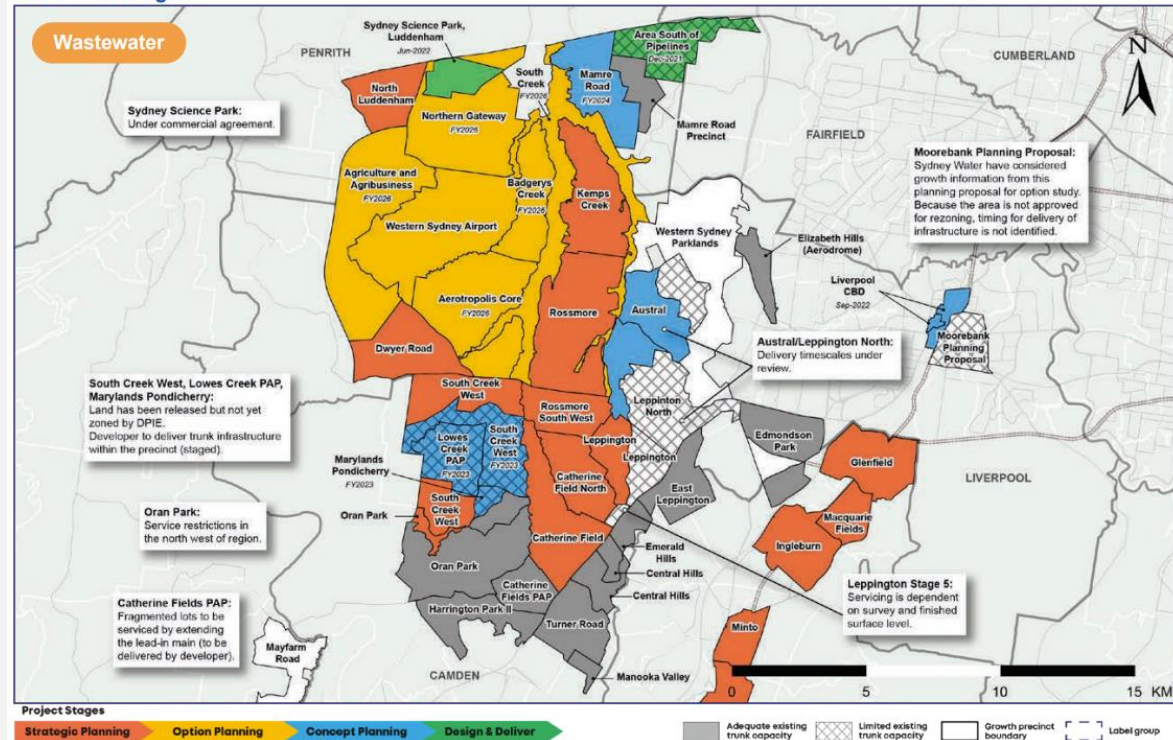 Wastewater
PENRITH
Sydney Science Park,
Luddenham
Jun-2022
Area South of
Pipelines
Dec-2021
CUMBERLAND
N
North
Luddenham
South
Creek
FY2026
Mamre
Road
FY2024
Sydney Science Park:
Under commercial agreement.
Northern Gateway
FY2026
Mamre Road
Precinct
FAIRFIELD
Moorebank Planning Proposal:
Sydney Water have considered
growth information from this
planning proposal for option study.
Because the area is not approved
for rezoning, timing for delivery of
infrastructure is not identified.
Agriculture and
Agribusiness
FY2026
Badgerys
Creek
FY2026
Kemps
Creek
Western Sydney Airport
Western Sydney
Parklands
Elizabeth Hills
(Aerodrome)
Liverpool
CBD
Sep-2022
Aerotropolis Core
FY2026
Rossmore
Austral
Moorebank
Planning
Proposal
Dwyer Road
Austral/Leppington North:
Delivery timescales under
review.
South Creek West, Lowes Creek PAP,
Marylands Pondicherry:
Land has been released but not yet
zoned by DPIE.
Developer to deliver trunk infrastructure
within the precinct (staged).
South Creek
West
Leppington
North
Rossmore
South West
Lowes
Creek
PAP
FY2023
South
Creek
West
FY2023
Leppington
Leppington
Edmondson
Park
Glenfield
Marylands
Pondicherry
FY2023
Catherine
Field North
East
Leppington
LIVERPOOL
South
Creek
West
Oran Park
Macquarie
Fields
Oran Park:
Service restrictions in
the north west of region.
Catherine Field
Ingleburn
Emerald
Hills
Oran Park
Central Hills
Catherine
Fields PAP
Central Hills
Leppington Stage 5:
Servicing is dependent
on survey and finished
surface level.
Catherine Fields PAP:
Fragmented lots to be
serviced by extending
the lead-in main (to be
delivered by developer).
Harrington Park II
Turner Road
Minto
Mayfarm
Road
CAMDEN
Manooka Valley
0 5 10 15 KM
Project Stages
Strategic Planning Option Planning Concept Planning Design & Deliver
Adequate existing
trunk capacity
Limited existing
trunk capacity
Growth precinct
boundary
Label group